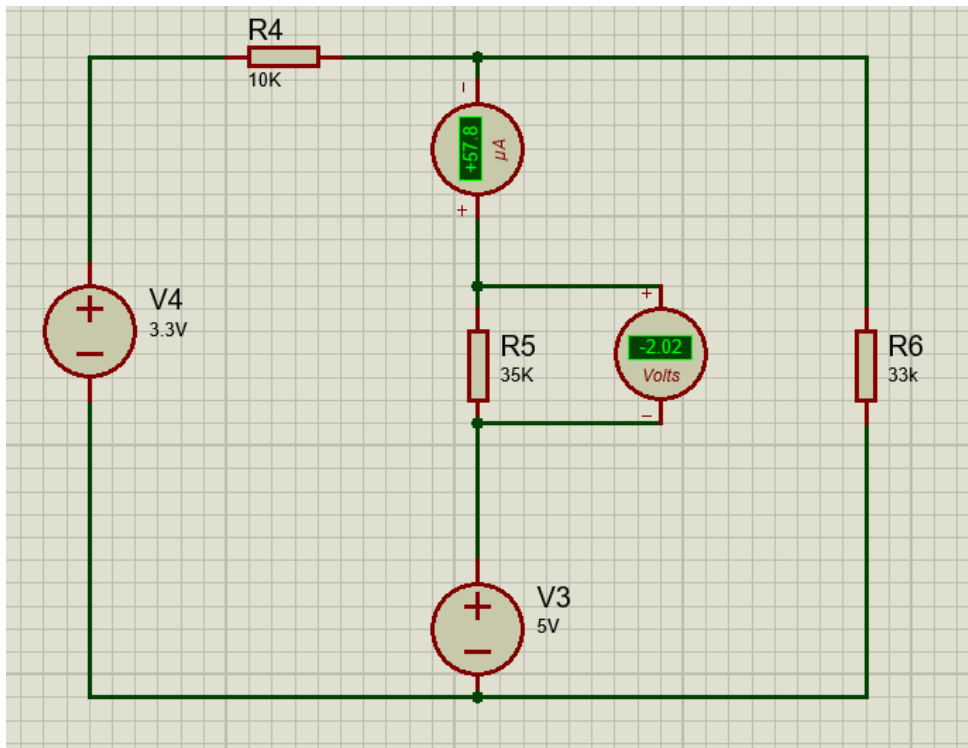 R4
10K
-
+57.8
µA
+
V4
3.3V
+
-2.02
Volts
-
R5
35K
R6
33k
V3
5V